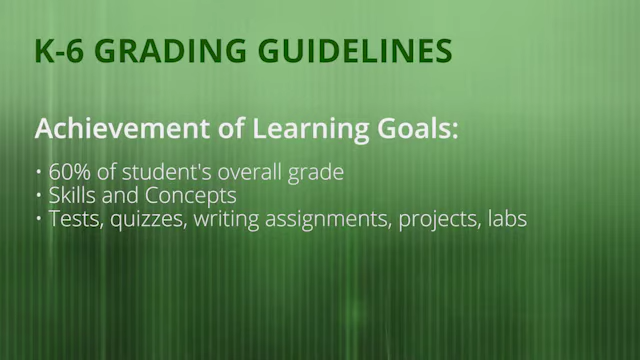 K-6 GRADING GUIDELINES
Achievement of Learning Goals:
• 60% of student's overall grade
• Skills and Concepts
• Tests, quizzes, writing assignments, projects, labs